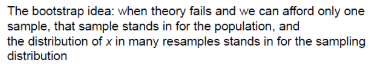 The bootstrap idea: when theory fails and we can afford only one
sample, that sample stands in for the population, and
the distribution of x in many resamples stands in for the sampling
distribution